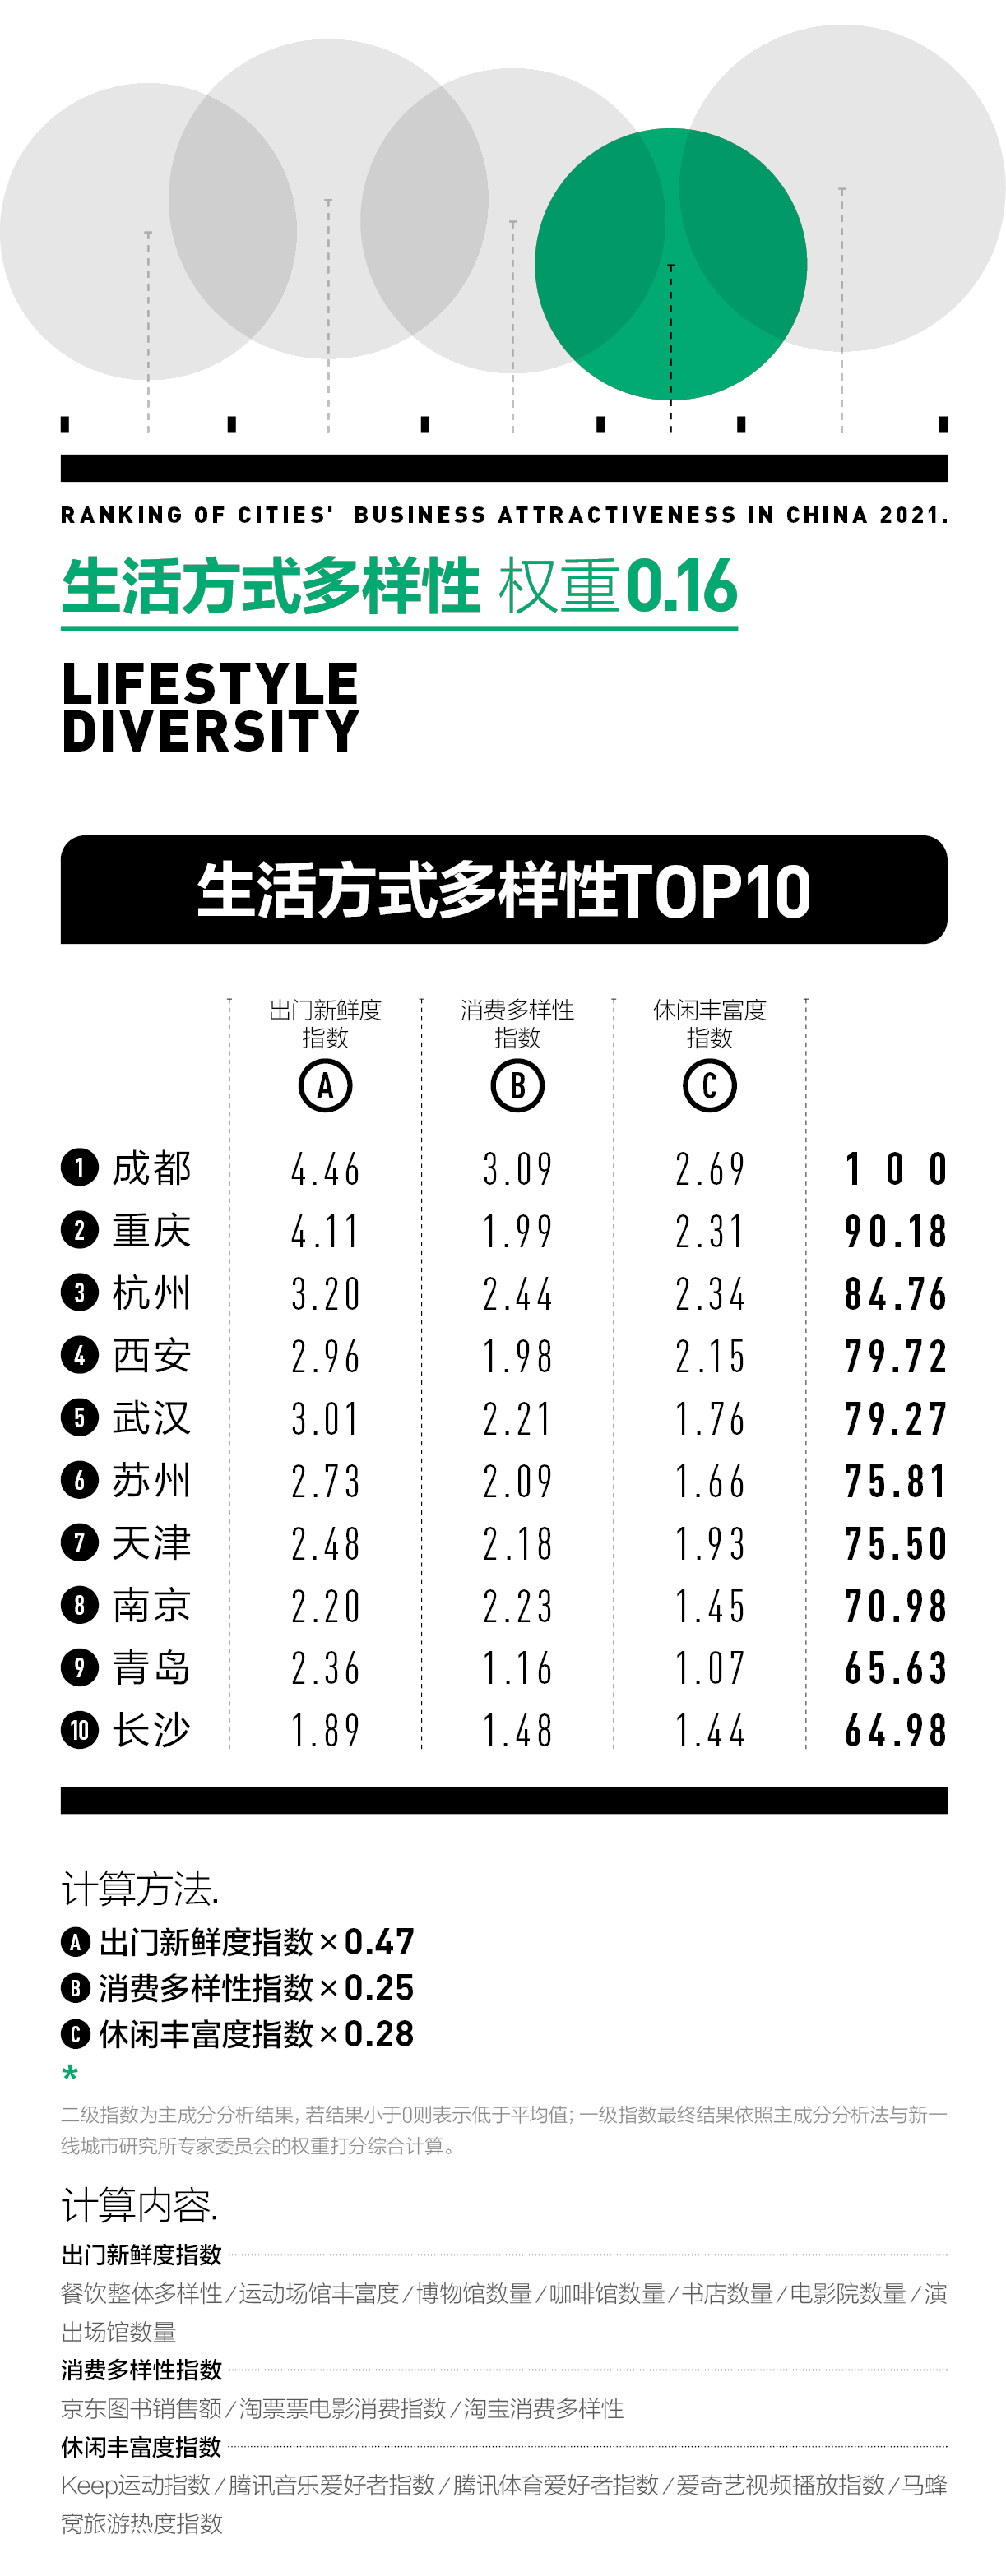 RANKING OF CITIES' BUSINESS ATTRACTIVENESS IN CHINA 2021.
生活方式多样性 权重0.16
LIFESTYLE
DIVERSITY
生活方式多样性TOP10
出门新鲜度 消费多样性 休闲丰富度
指数 指数 指数
A B C
1 成都 4.46 3.09 2.69 100
2 重庆 4.11 1.99 2.31 90.18
3 杭州 3.20 2.44 2.34 84.76
4 西安 2.96 1.98 2.15 79.72
5 武汉 3.01 2.21 1.76 79.27
6 苏州 2.73 2.09 1.66 75.81
7 天津 2.48 2.18 1.93 75.50
8 南京 2.20 2.23 1.45 70.98
9 青岛 2.36 1.16 1.07 65.63
10 长沙 1.89 1.48 1.44 64.98
计算方法.
A 出门新鲜度指数×0.47
B 消费多样性指数×0.25
C 休闲丰富度指数×0.28
*
二级指数为主成分分析结果，若结果小于0则表示低于平均值；一级指数最终结果依照主成分分析法与新一
线城市研究所专家委员会的权重打分综合计算。
计算内容.
出门新鲜度指数
餐饮整体多样性/运动场馆丰富度/博物馆数量/咖啡馆数量/书店数量/电影院数量/演
出场馆数量
消费多样性指数
京东图书销售额/淘票票电影消费指数/淘宝消费多样性
休闲丰富度指数
Keep运动指数/腾讯音乐爱好者指数/腾讯体育爱好者指数/爱奇艺视频播放指数/马蜂
窝旅游热度指数